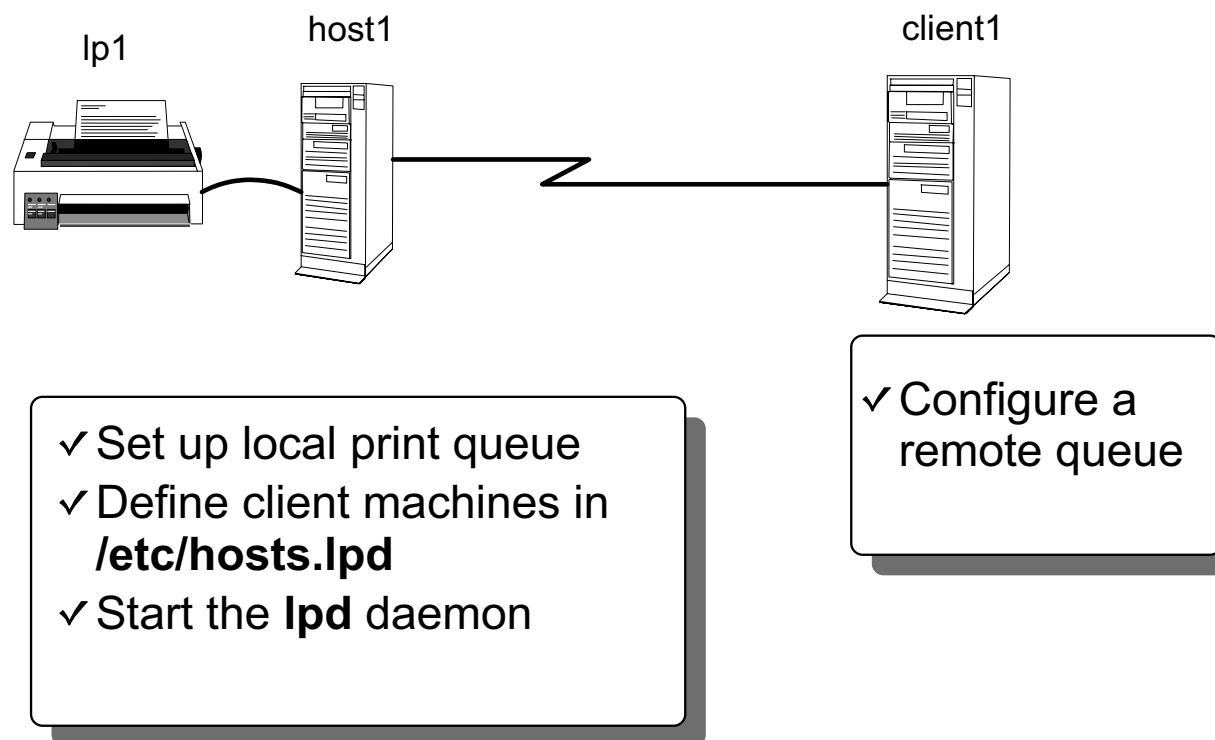 lp1
host1
client1
✓ Set up local print queue
✓ Define client machines in
/etc/hosts.lpd
✓ Start the lpd daemon
✓ Configure a
remote queue